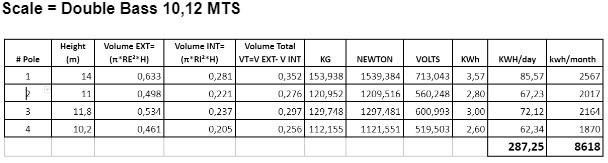 Scale = Double Bass 10,12 MTS
# Pole Height (m) Volume EXT= (π*RE²*H) Volume INT= (π*RI²*H) Volume Total VT=V EXT- V INT KG NEWTON VOLTS KWh KWH/day kwh/month
1 14 0,633 0,281 0,352 153,938 1539,384 713,043 3,57 85,57 2567
2 11 0,498 0,221 0,276 120,952 1209,516 560,248 2,80 67,23 2017
3 11,8 0,534 0,237 0,297 129,748 1297,481 600,993 3,00 72,12 2164
4 10,2 0,461 0,205 0,256 112,155 1121,551 519,503 2,60 62,34 1870
287,25 8618